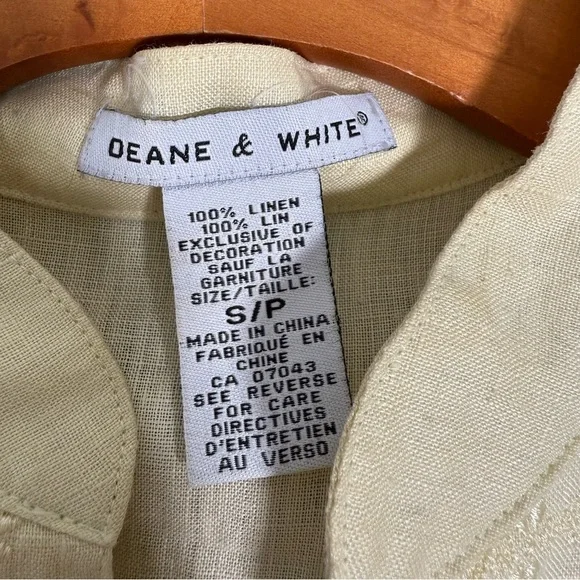 DEANE & WHITE®
100% LINEN
100% LIN
EXCLUSIVE OF
DECORATION
SAUF LA
GARNITURE
SIZE/TAILLE:
S/P
MADE IN CHINA
FABRIQUÉ EN
CHINE
CA 07043
SEE REVERSE
FOR CARE
DIRECTIVES
D'ENTRETIEN
AU VERSO